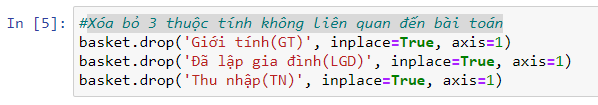 In [5]: #Xóa bỏ 3 thuộc tính không liên quan đến bài toán
basket.drop('Giới tính(GT)', inplace=True, axis=1)
basket.drop('Đã lập gia đình(LGD)', inplace=True, axis=1)
basket.drop('Thu nhập(TN)', inplace=True, axis=1)